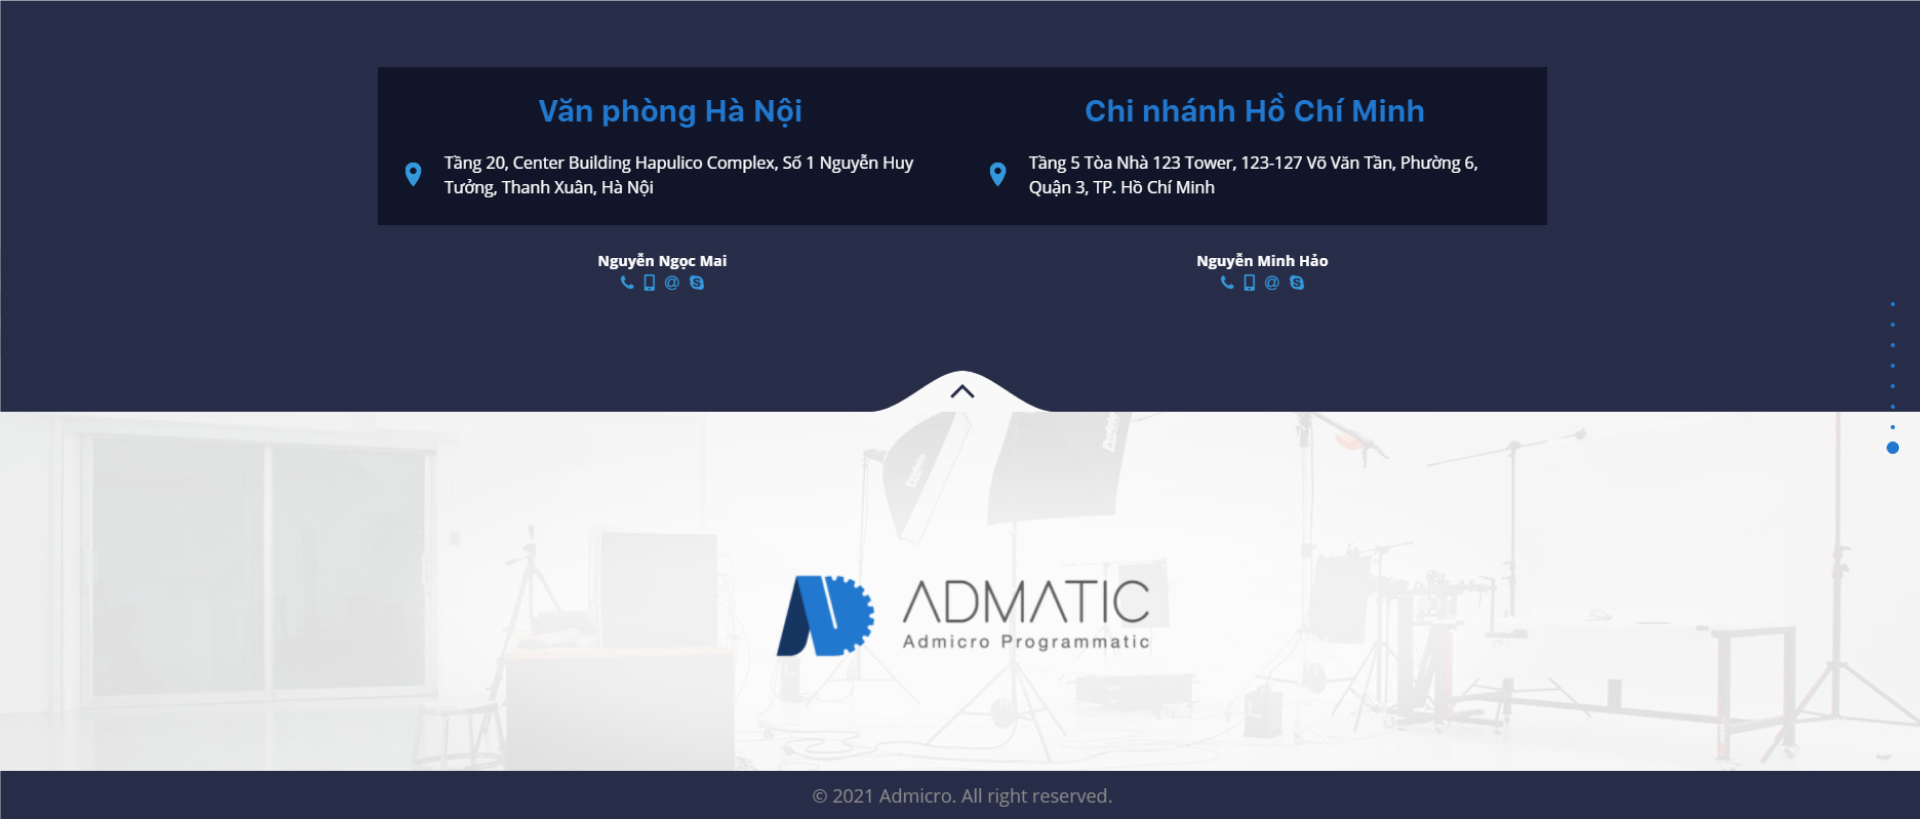 Văn phòng Hà Nội
Tầng 20, Center Building Hapulico Complex, Số 1 Nguyễn Huy
Tưởng, Thanh Xuân, Hà Nội
Chi nhánh Hồ Chí Minh
Tầng 5 Tòa Nhà 123 Tower, 123-127 Võ Văn Tần, Phường 6,
Quận 3, TP. Hồ Chí Minh
Nguyễn Ngọc Mai
Nguyễn Minh Hảo
ADMATIC
Admicro Programmatic
© 2021 Admicro. All right reserved.